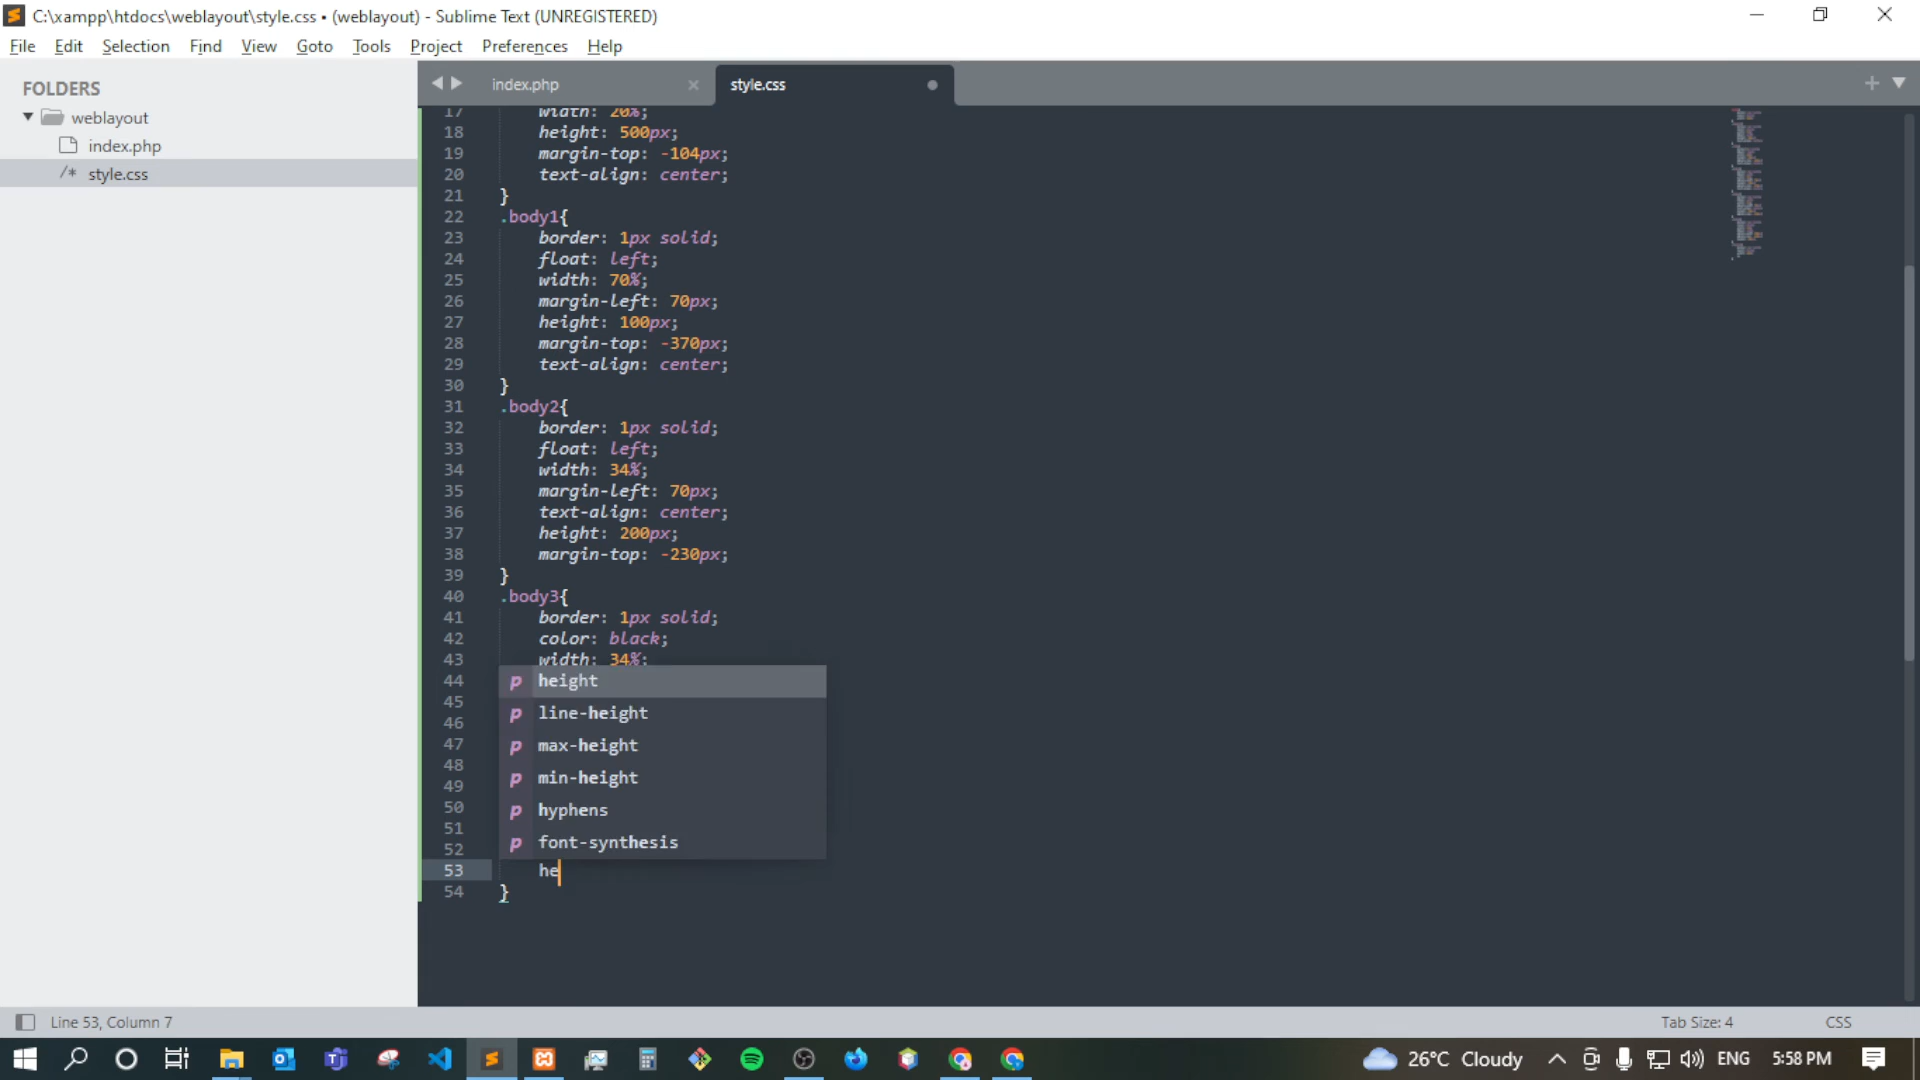 C:\xampp\htdocs\weblayout\style.css • (weblayout) - Sublime Text (UNREGISTERED)
File Edit Selection Find View Goto Tools Project Preferences Help
FOLDERS
weblayout
index.php
/* style.css
index.php × style.css
17 width: 20%;
18 height: 500px;
19 margin-top: -104px;
20 text-align: center;
21 }
22 .body1{
23 border: 1px solid;
24 float: left;
25 width: 70%;
26 margin-left: 70px;
27 height: 100px;
28 margin-top: -370px;
29 text-align: center;
30 }
31 .body2{
32 border: 1px solid;
33 float: left;
34 width: 34%;
35 margin-left: 70px;
36 text-align: center;
37 height: 200px;
38 margin-top: -230px;
39 }
40 .body3{
41 border: 1px solid;
42 color: black;
43 width: 34%;
44
45
46
47
48
49
50
51
52
p height
p line-height
p max-height
p min-height
p hyphens
p font-synthesis
53 he
54 }
Line 53, Column 7
Tab Size: 4 CSS
26°C Cloudy ENG 5:58 PM